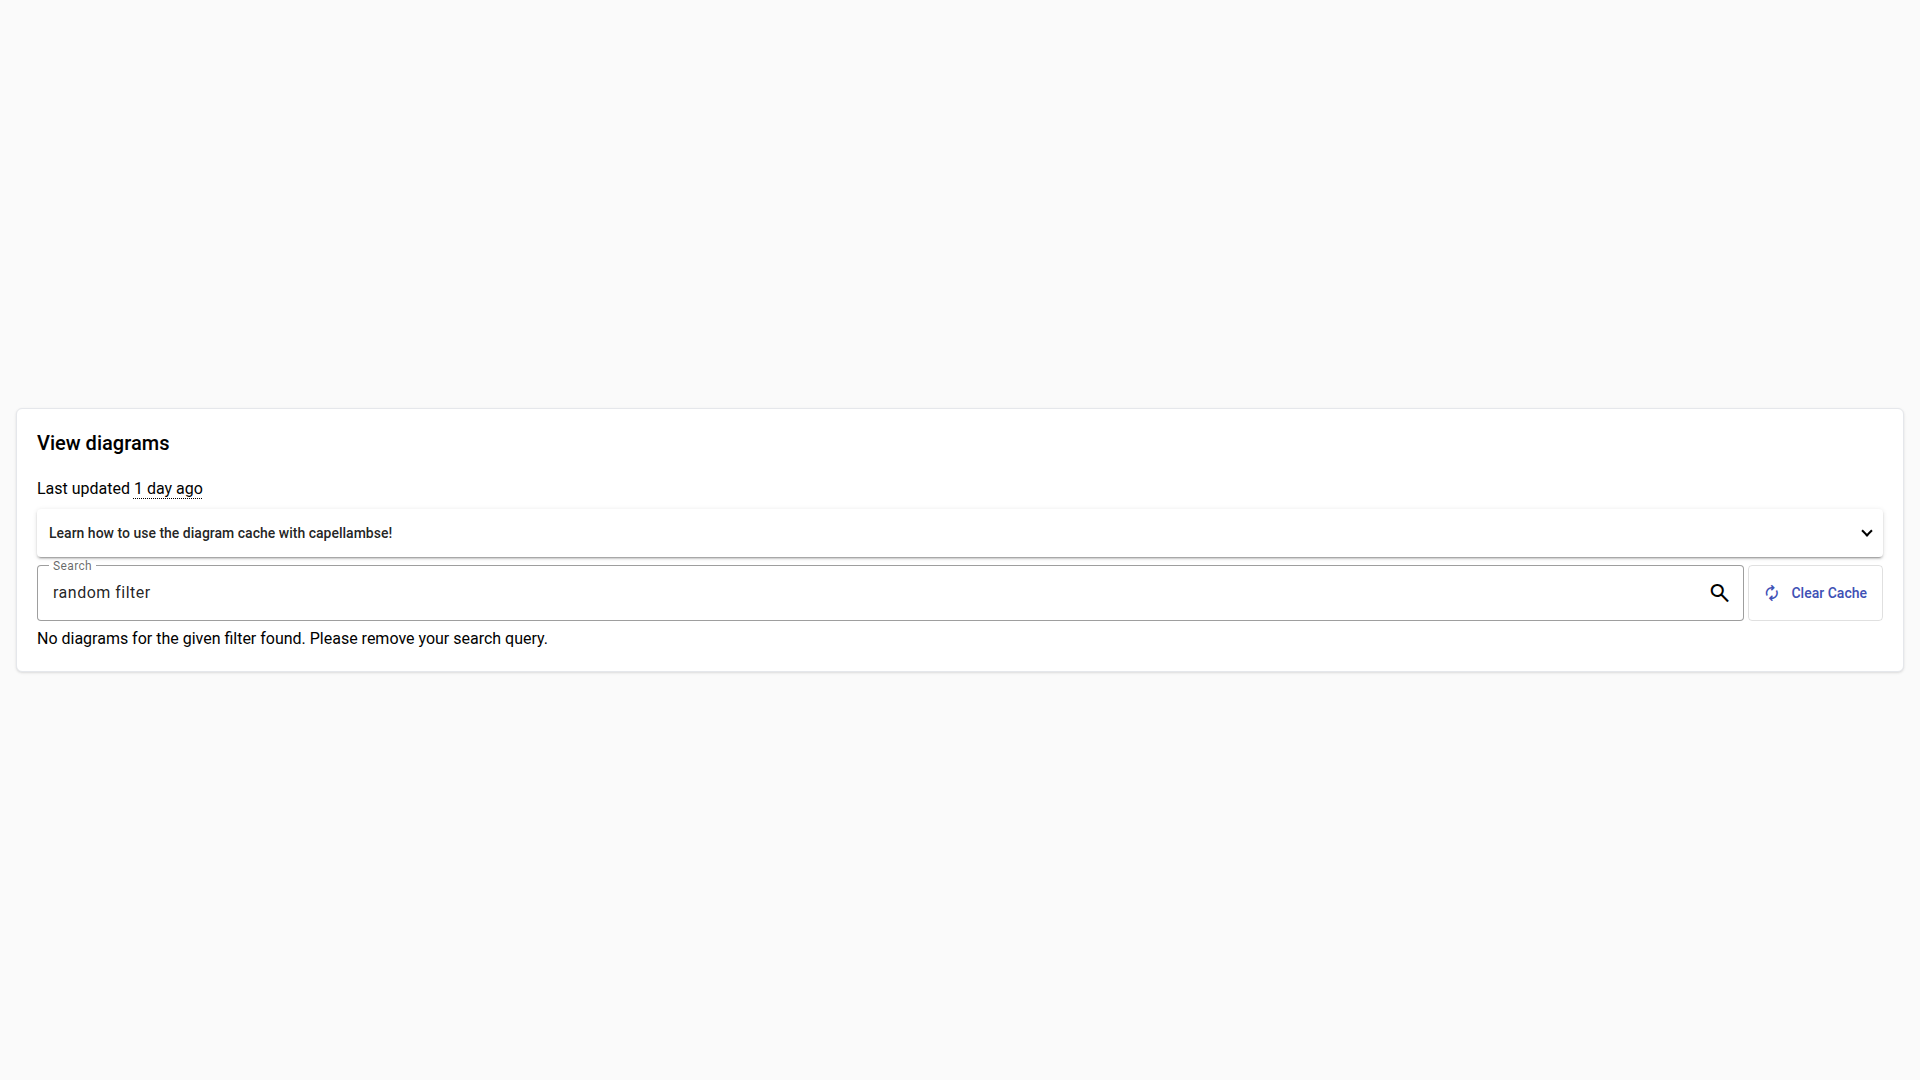 View diagrams
Last updated 1 day ago
Learn how to use the diagram cache with capellambse!
Search
random filter
Clear Cache
No diagrams for the given filter found. Please remove your search query.